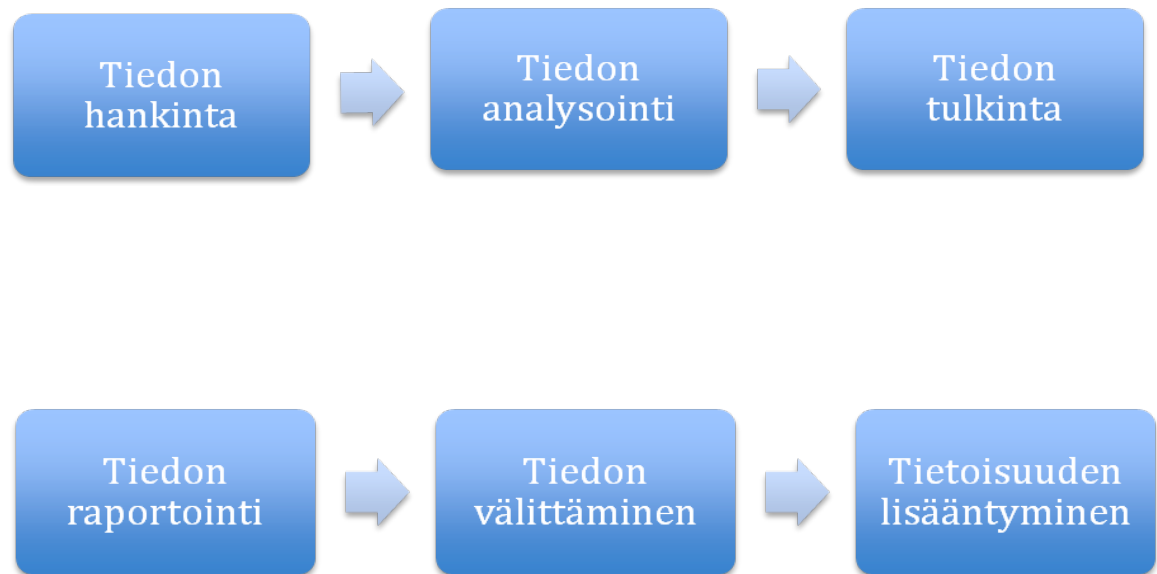 Tiedon
hankinta
Tiedon
analysointi
Tiedon
tulkinta
Tiedon
raportointi
Tiedon
välittäminen
Tietoisuuden
lisääntyminen